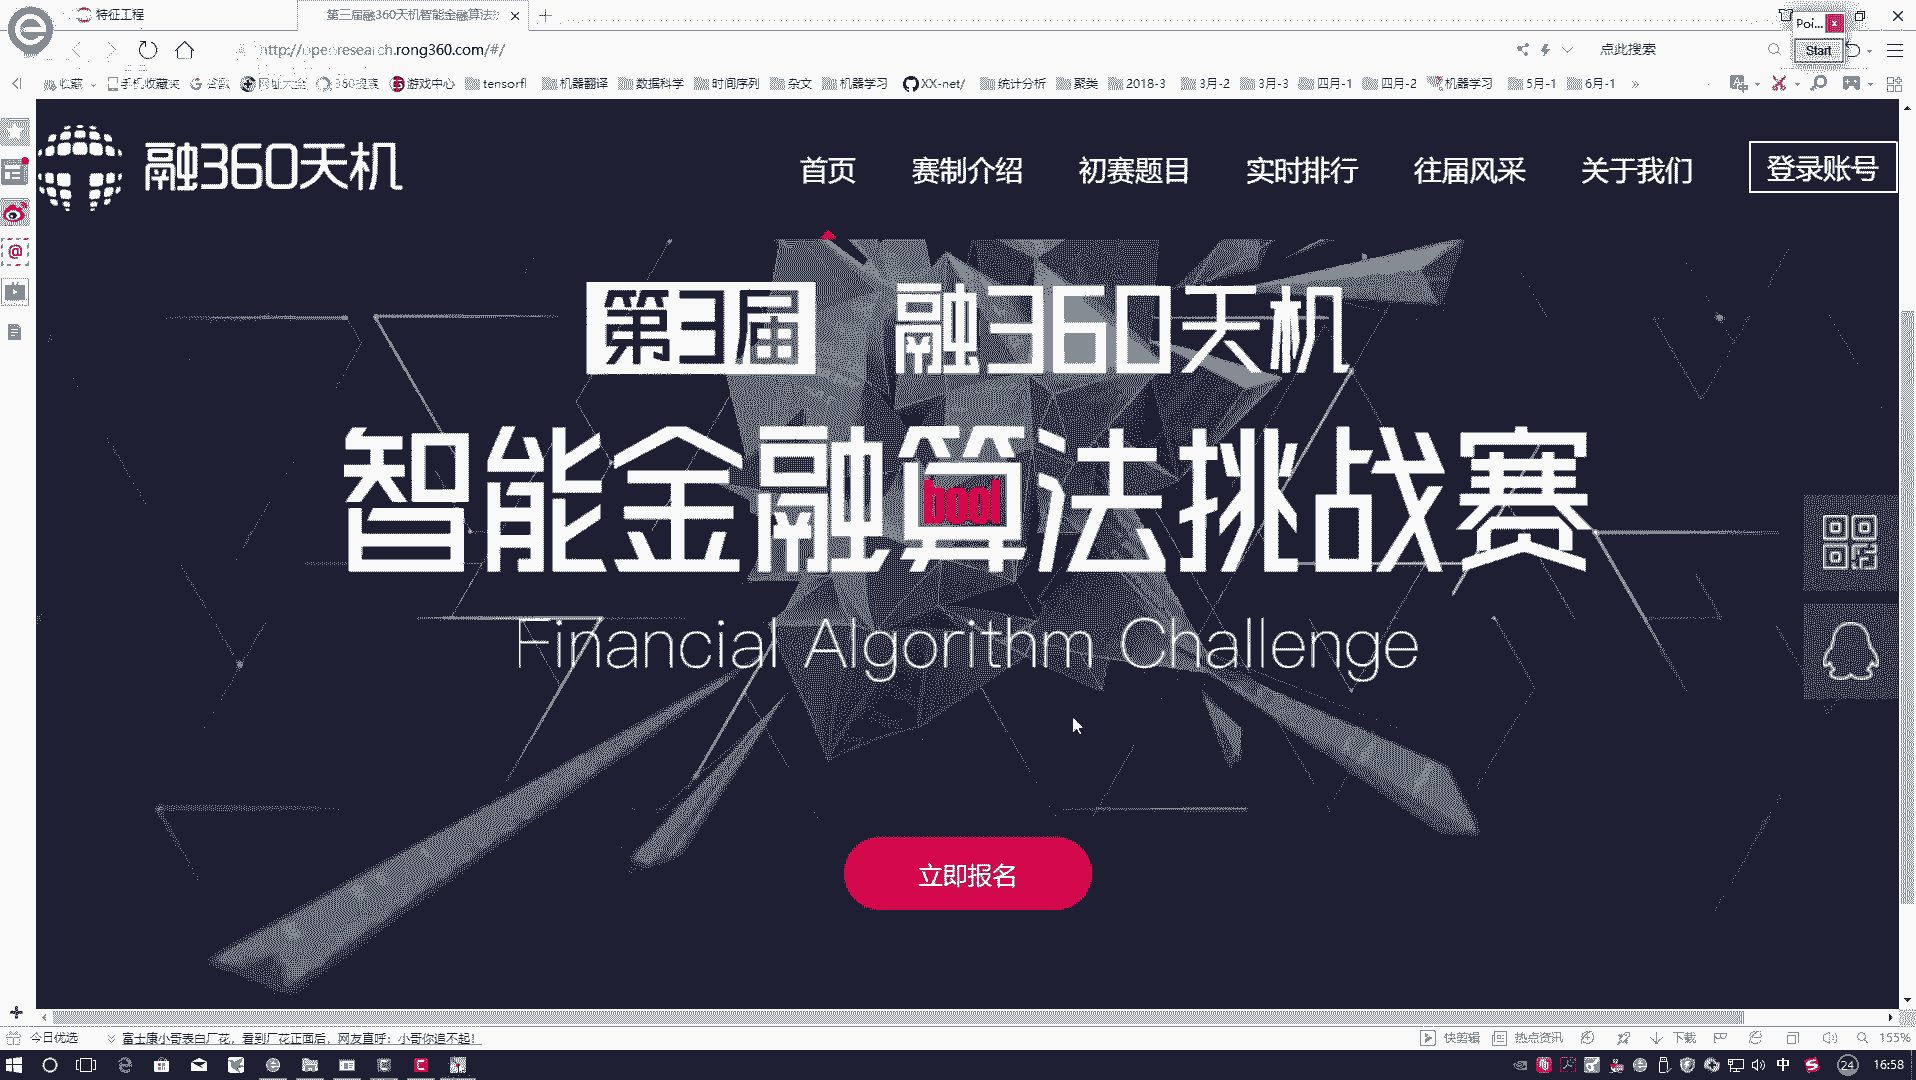 特征工程
第三届融360天机智能金融算法
Poi...
http://openresearch.rong360.com/#/
点此搜索
Start
收藏
手机收藏夹
谷歌
网址大全
360搜索
游戏中心
tensorfl
机器翻译
数据科学
时间序列
杂文
机器学习
XX-net/
统计分析
聚类
2018-3
3月-2
3月-3
四月-1
四月-2
机器学习
5月-1
6月-1
»
融360天机
首页
赛制介绍
初赛题目
实时排行
往届风采
关于我们
登录账号
第3届 融360天机
智能金融算法挑战赛
bool
Financial Algorithm Challenge
立即报名
今日优选
富士康小哥表白厂花，看到厂花正面后，网友直呼：小哥你追不起！
快剪辑
热点资讯
下载
155%
中
24
16:58